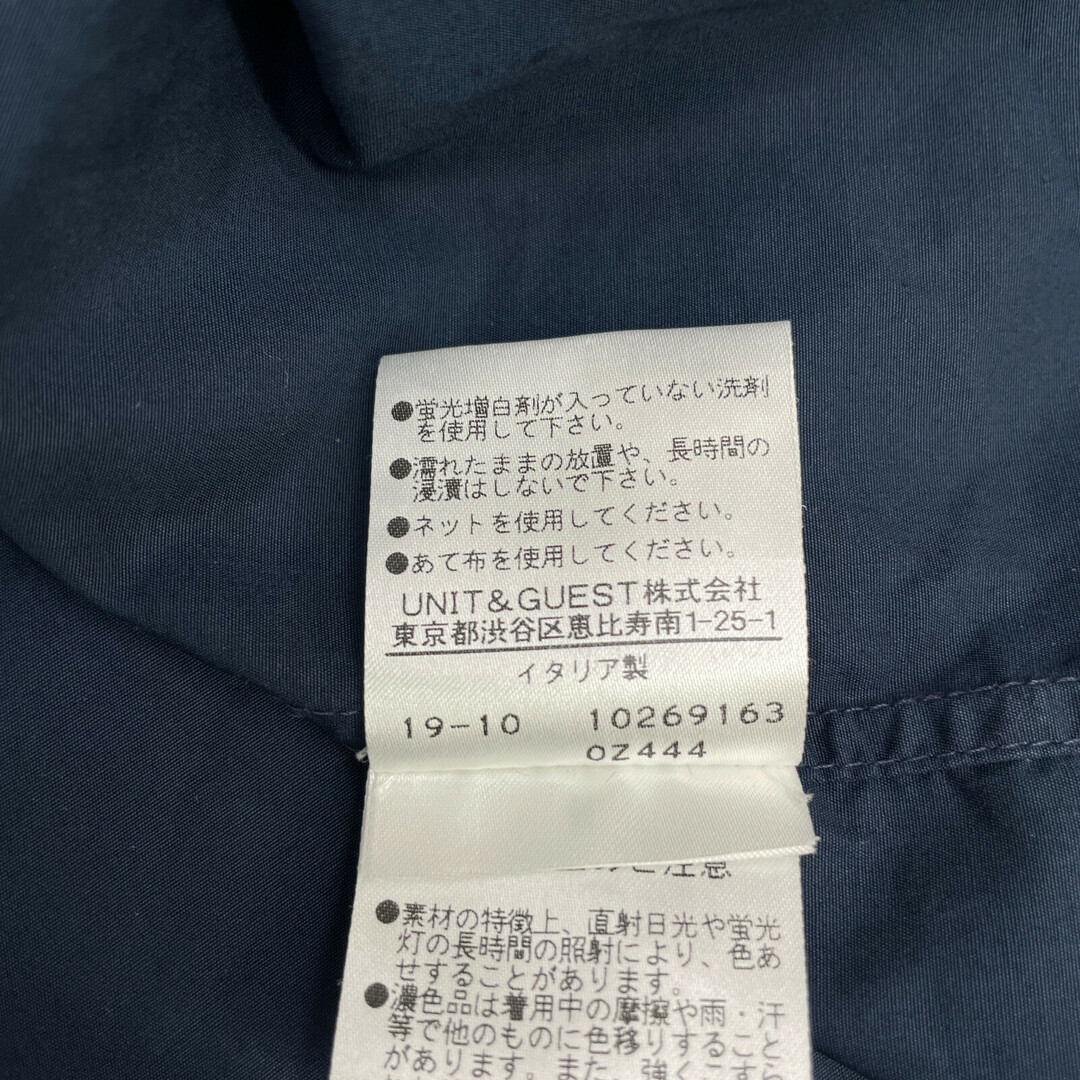 ●蛍光増白剤が入っていない洗剤
を使用して下さい。
●濡れたままの放置や、長時間の
浸漬はしないで下さい。
●ネットを使用してください。
●あて布を使用してください。
UNIT&GUEST株式会社
東京都渋谷区恵比寿南1-25-1
イタリア製
19-10 10269163
OZ444
のご注意
●素材の特徴上、直射日光や蛍光
灯の長時間の照射により、色あ
せすることがあります。
●濃色品は着用中の摩擦や雨・汗
等で他のものに色移りすること
があります。また、強くこすら